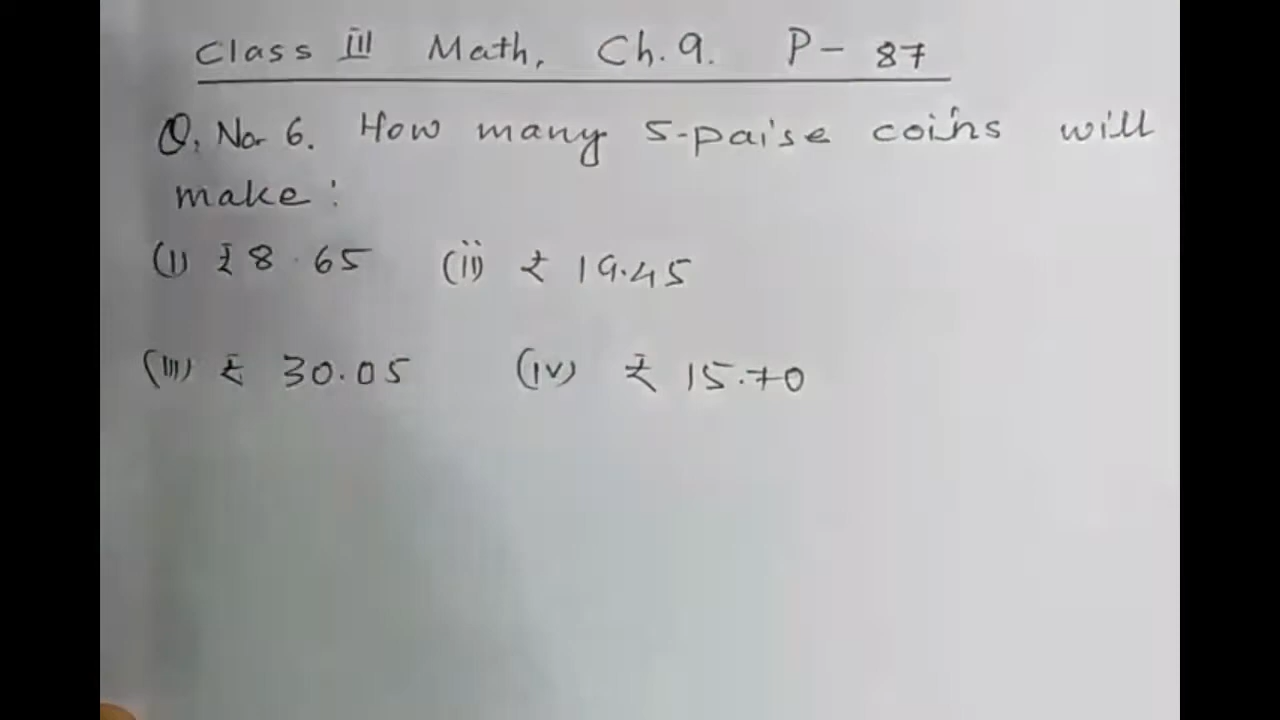 Class III Math, Ch. 9. P- 87
Q. No 6. How many 5-paise coins will
make:
(i) ₹ 8.65 (ii) ₹ 19.45
(iii) ₹ 30.05 (iv) ₹ 15.70